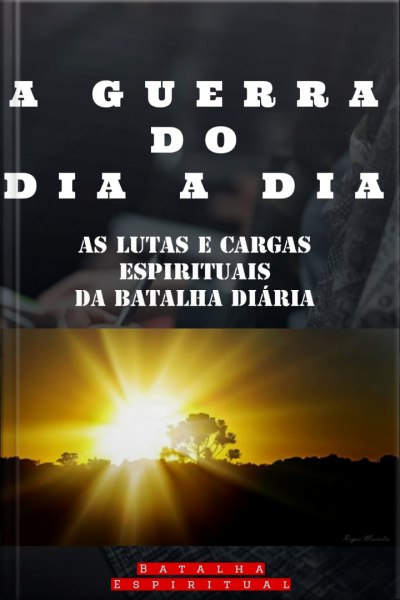 A GUERRA
DO
DIA A DIA
AS LUTAS E CARGAS
ESPIRITUAIS
DA BATALHA DIÁRIA
BATALHA
ESPIRITUAL